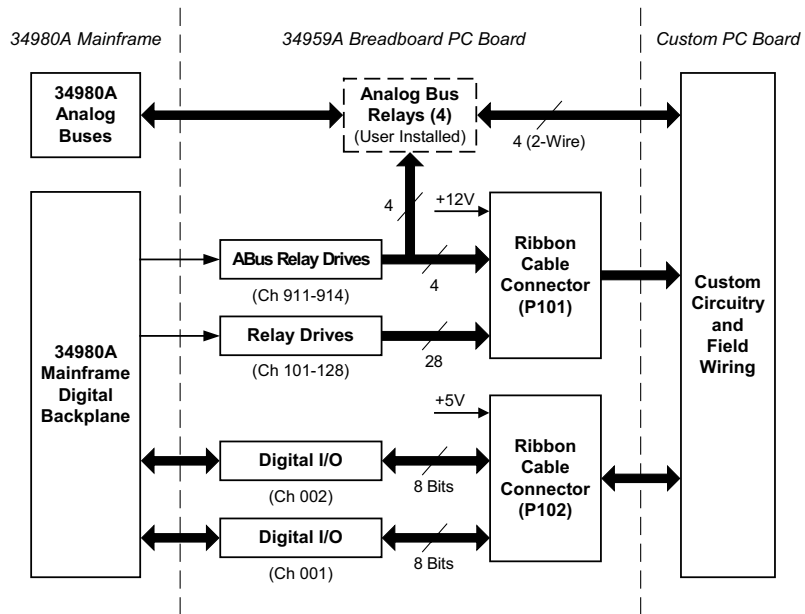 34980A Mainframe
34959A Breadboard PC Board
Custom PC Board
34980A
Analog
Buses
Analog Bus
Relays (4)
(User Installed)
4 (2-Wire)
4
+12V
ABus Relay Drives
(Ch 911-914)
4
Relay Drives
(Ch 101-128)
28
Ribbon
Cable
Connector
(P101)
Custom
Circuitry
and
Field
Wiring
34980A
Mainframe
Digital
Backplane
+5V
Digital I/O
(Ch 002)
8 Bits
Digital I/O
(Ch 001)
8 Bits
Ribbon
Cable
Connector
(P102)